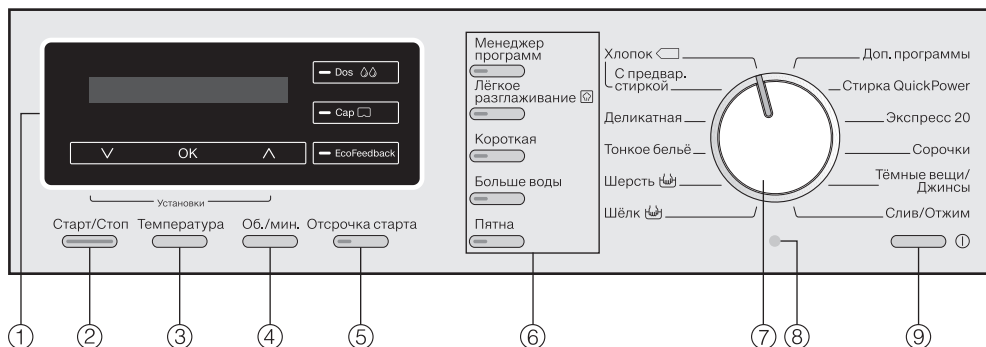 Dos
Cap
EcoFeedback
OK
Установки
Старт/Стоп
Температура
Об./мин.
Отсрочка старта
Менеджер
программ
Лёгкое
разглаживание
Короткая
Больше воды
Пятна
Хлопок
С предвар.
стиркой
Деликатная
Тонкое бельё
Шерсть
Шёлк
Доп. программы
Стирка QuickPower
Экспресс 20
Сорочки
Тёмные вещи/
Джинсы
Слив/Отжим
① ② ③ ④ ⑤ ⑥ ⑦ ⑧ ⑨